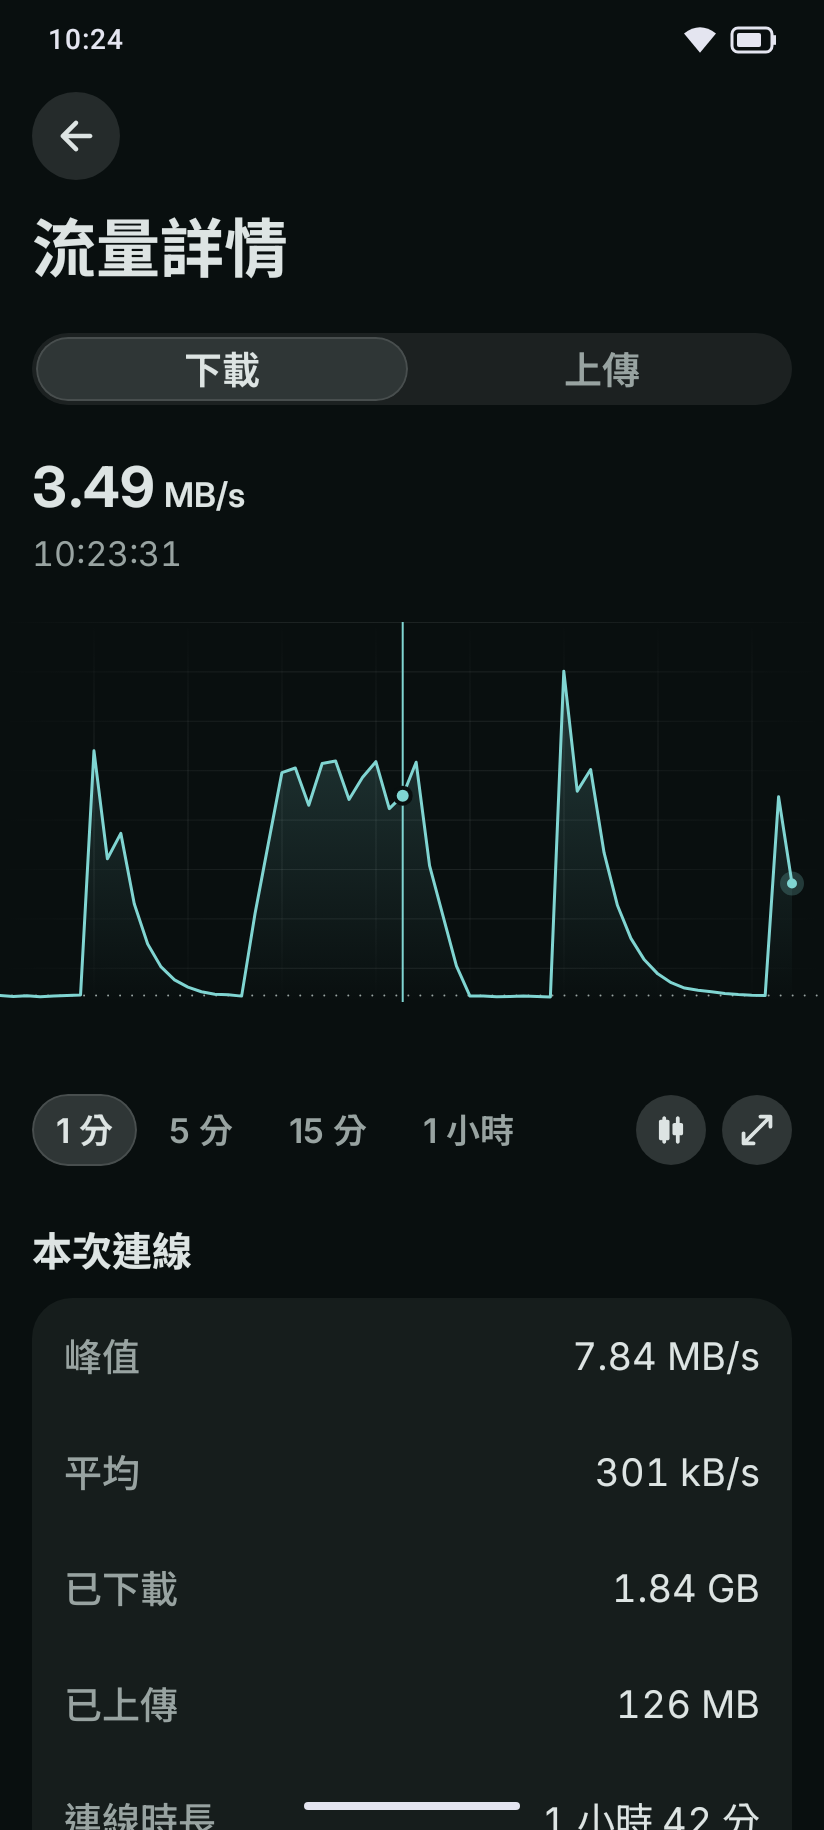 10:24
流量詳情
下載 上傳
3.49 MB/s
10:23:31
1 分 5 分 15 分 1 小時
本次連線
峰值 7.84 MB/s
平均 301 kB/s
已下載 1.84 GB
已上傳 126 MB
連線時長 1 小時 42 分